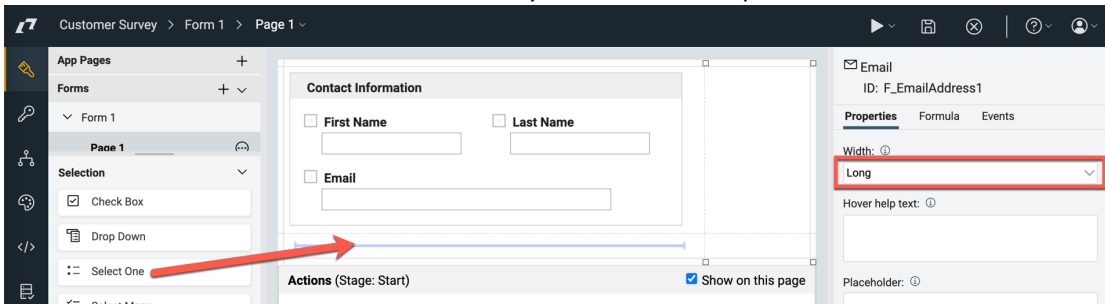 Customer Survey > Form 1 > Page 1
App Pages
Forms
Form 1
Page 1
Selection
Check Box
Drop Down
</>
Select One
Contact Information
First Name
Last Name
Email
Actions (Stage: Start)
Show on this page
Email
ID: F_EmailAddress1
Properties Formula Events
Width:
Long
Hover help text:
Placeholder: